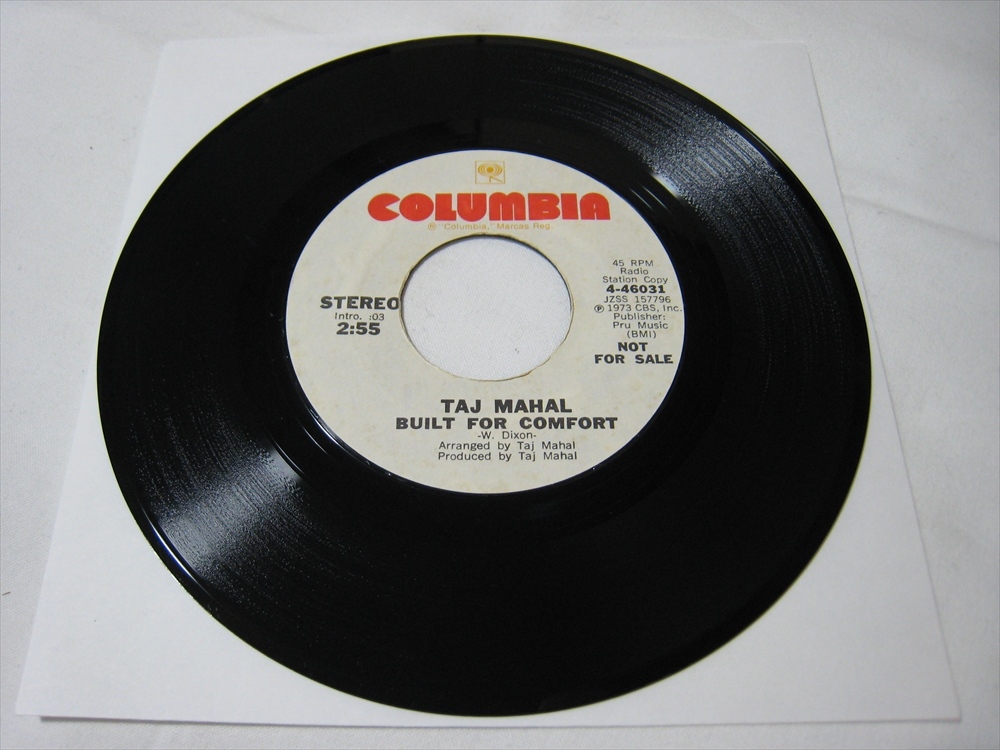 COLUMBIA
® "Columbia," Marcas Reg.
STEREO
Intro. :03
2:55
45 RPM
Radio
Station Copy
4-46031
JZSS 157796
℗ 1973 CBS, Inc.
Publisher:
Pru Music
(BMI)
NOT
FOR SALE
TAJ MAHAL
BUILT FOR COMFORT
-W. Dixon-
Arranged by Taj Mahal
Produced by Taj Mahal